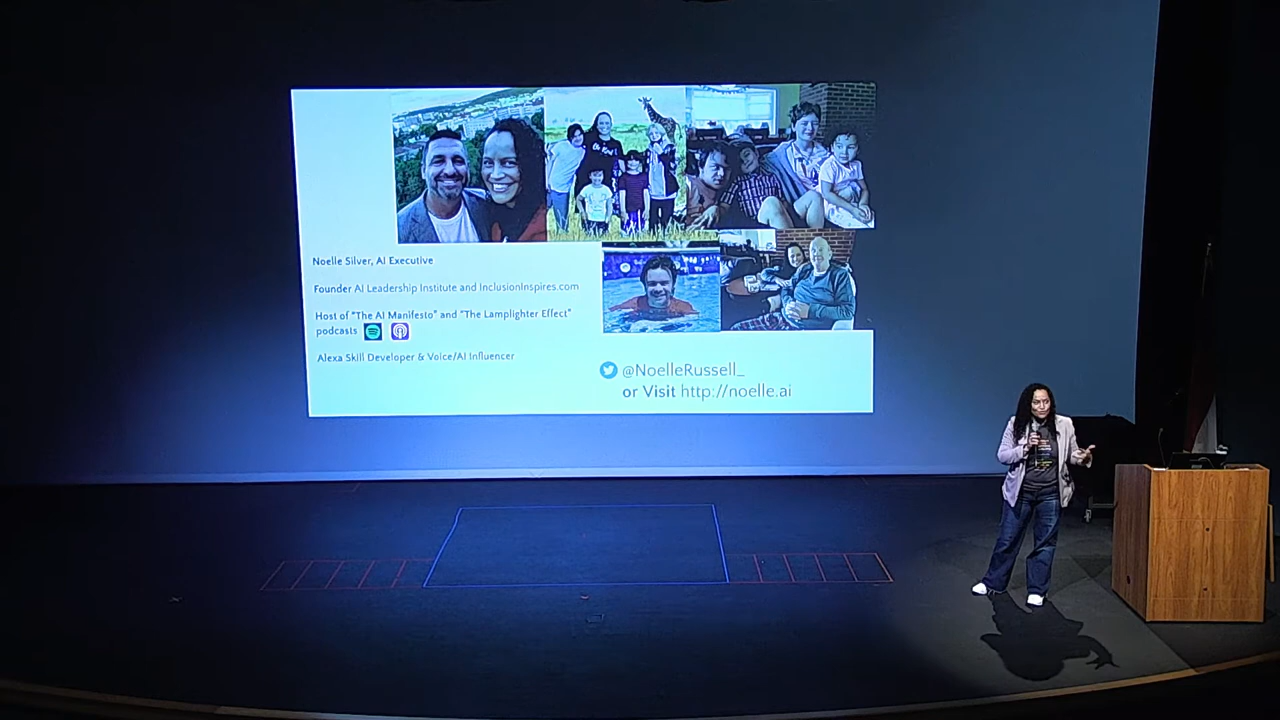 Noelle Silver, AI Executive
Founder AI Leadership Institute and InclusionInspires.com
Host of "The AI Manifesto" and "The Lamplighter Effect"
podcasts
Alexa Skill Developer & Voice/AI Influencer
@NoelleRussell_
or Visit http://noelle.ai